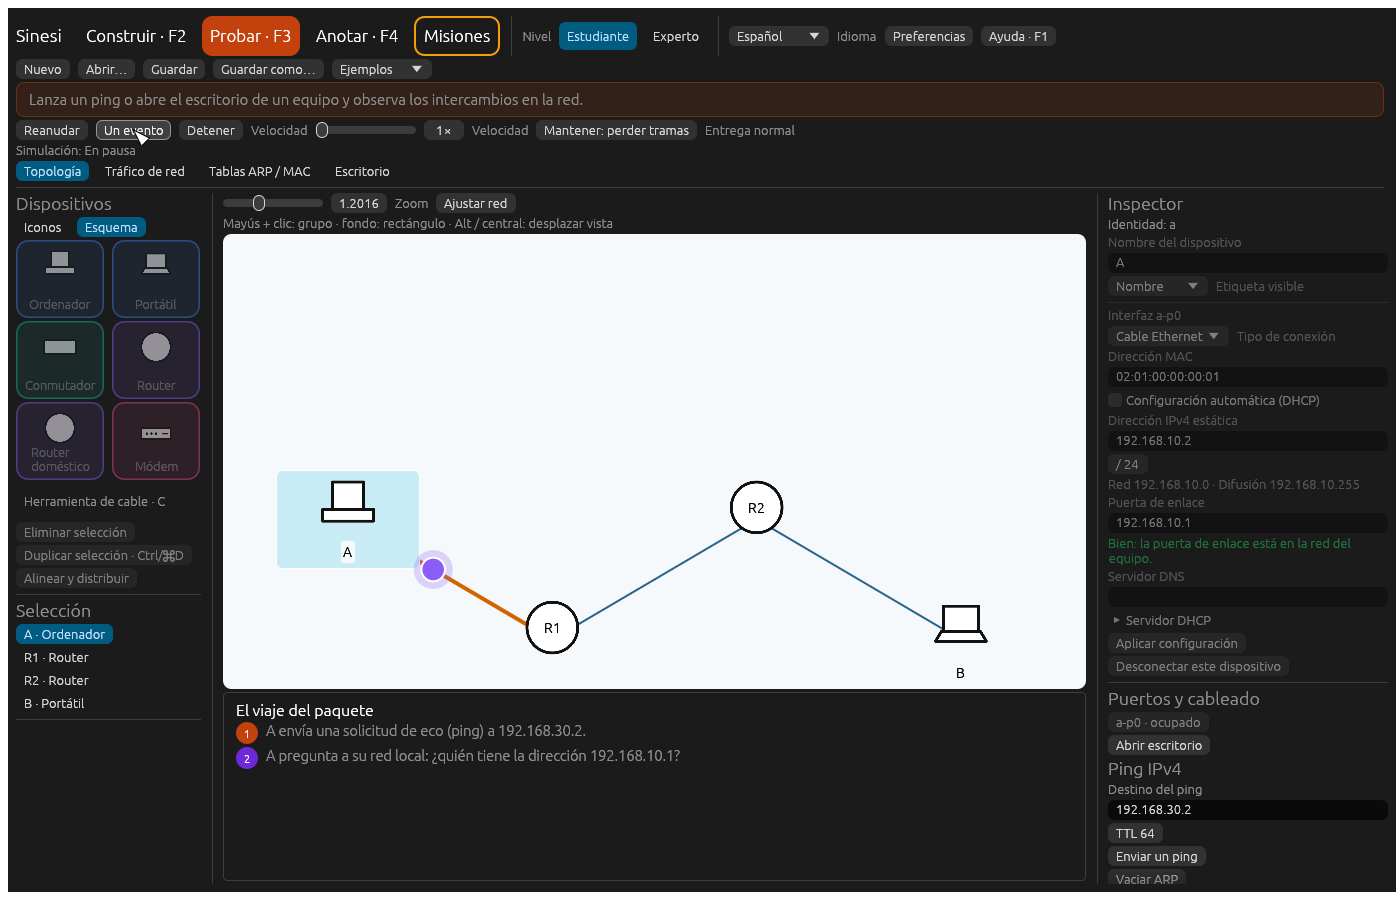 Sinesi Construir · F2 Probar · F3 Anotar · F4 Misiones Nivel Estudiante Experto Español Idioma Preferencias Ayuda · F1
Nuevo Abrir… Guardar Guardar como… Ejemplos
Lanza un ping o abre el escritorio de un equipo y observa los intercambios en la red.
Reanudar Un evento Detener Velocidad 1× Velocidad Mantener: perder tramas Entrega normal
Simulación: En pausa
Topología Tráfico de red Tablas ARP / MAC Escritorio
Dispositivos
Iconos Esquema
Ordenador Portátil
Conmutador Router
Router doméstico Módem
Herramienta de cable · C
Eliminar selección
Duplicar selección · Ctrl/⌘D
Alinear y distribuir
Selección
A · Ordenador
R1 · Router
R2 · Router
B · Portátil
1.2016 Zoom Ajustar red
Mayús + clic: grupo · fondo: rectángulo · Alt / central: desplazar vista
R2
A
R1
B
El viaje del paquete
1 A envía una solicitud de eco (ping) a 192.168.30.2.
2 A pregunta a su red local: ¿quién tiene la dirección 192.168.10.1?
Inspector
Identidad: a
Nombre del dispositivo
A
Nombre Etiqueta visible
Interfaz a-p0
Cable Ethernet Tipo de conexión
Dirección MAC
02:01:00:00:00:01
Configuración automática (DHCP)
Dirección IPv4 estática
192.168.10.2
/ 24
Red 192.168.10.0 · Difusión 192.168.10.255
Puerta de enlace
192.168.10.1
Bien: la puerta de enlace está en la red del
equipo.
Servidor DNS
Servidor DHCP
Aplicar configuración
Desconectar este dispositivo
Puertos y cableado
a-p0 · ocupado
Abrir escritorio
Ping IPv4
Destino del ping
192.168.30.2
TTL 64
Enviar un ping
Vaciar ARP